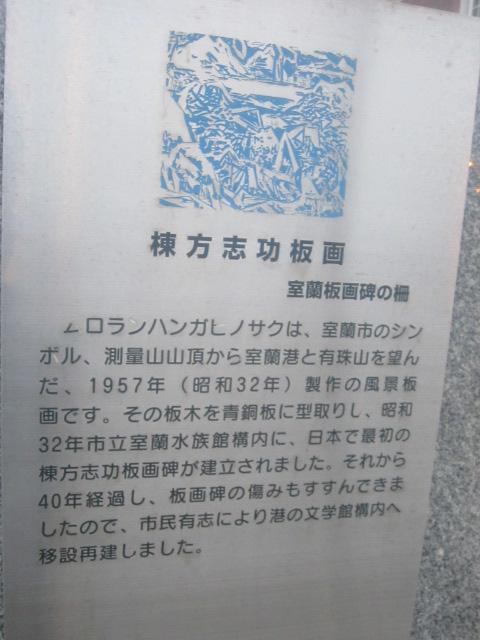 棟方志功板画
室蘭板画碑の柵
ムロランハンガヒノサクは、室蘭市のシン
ボル、測量山山頂から室蘭港と有珠山を望ん
だ、1957年（昭和32年）製作の風景板
画です。その板木を青銅板に型取りし、昭和
32年市立室蘭水族館構内に、日本で最初の
棟方志功板画碑が建立されました。それから
40年経過し、板画碑の傷みもすすんできま
したので、市民有志により港の文学館構内へ
移設再建しました。